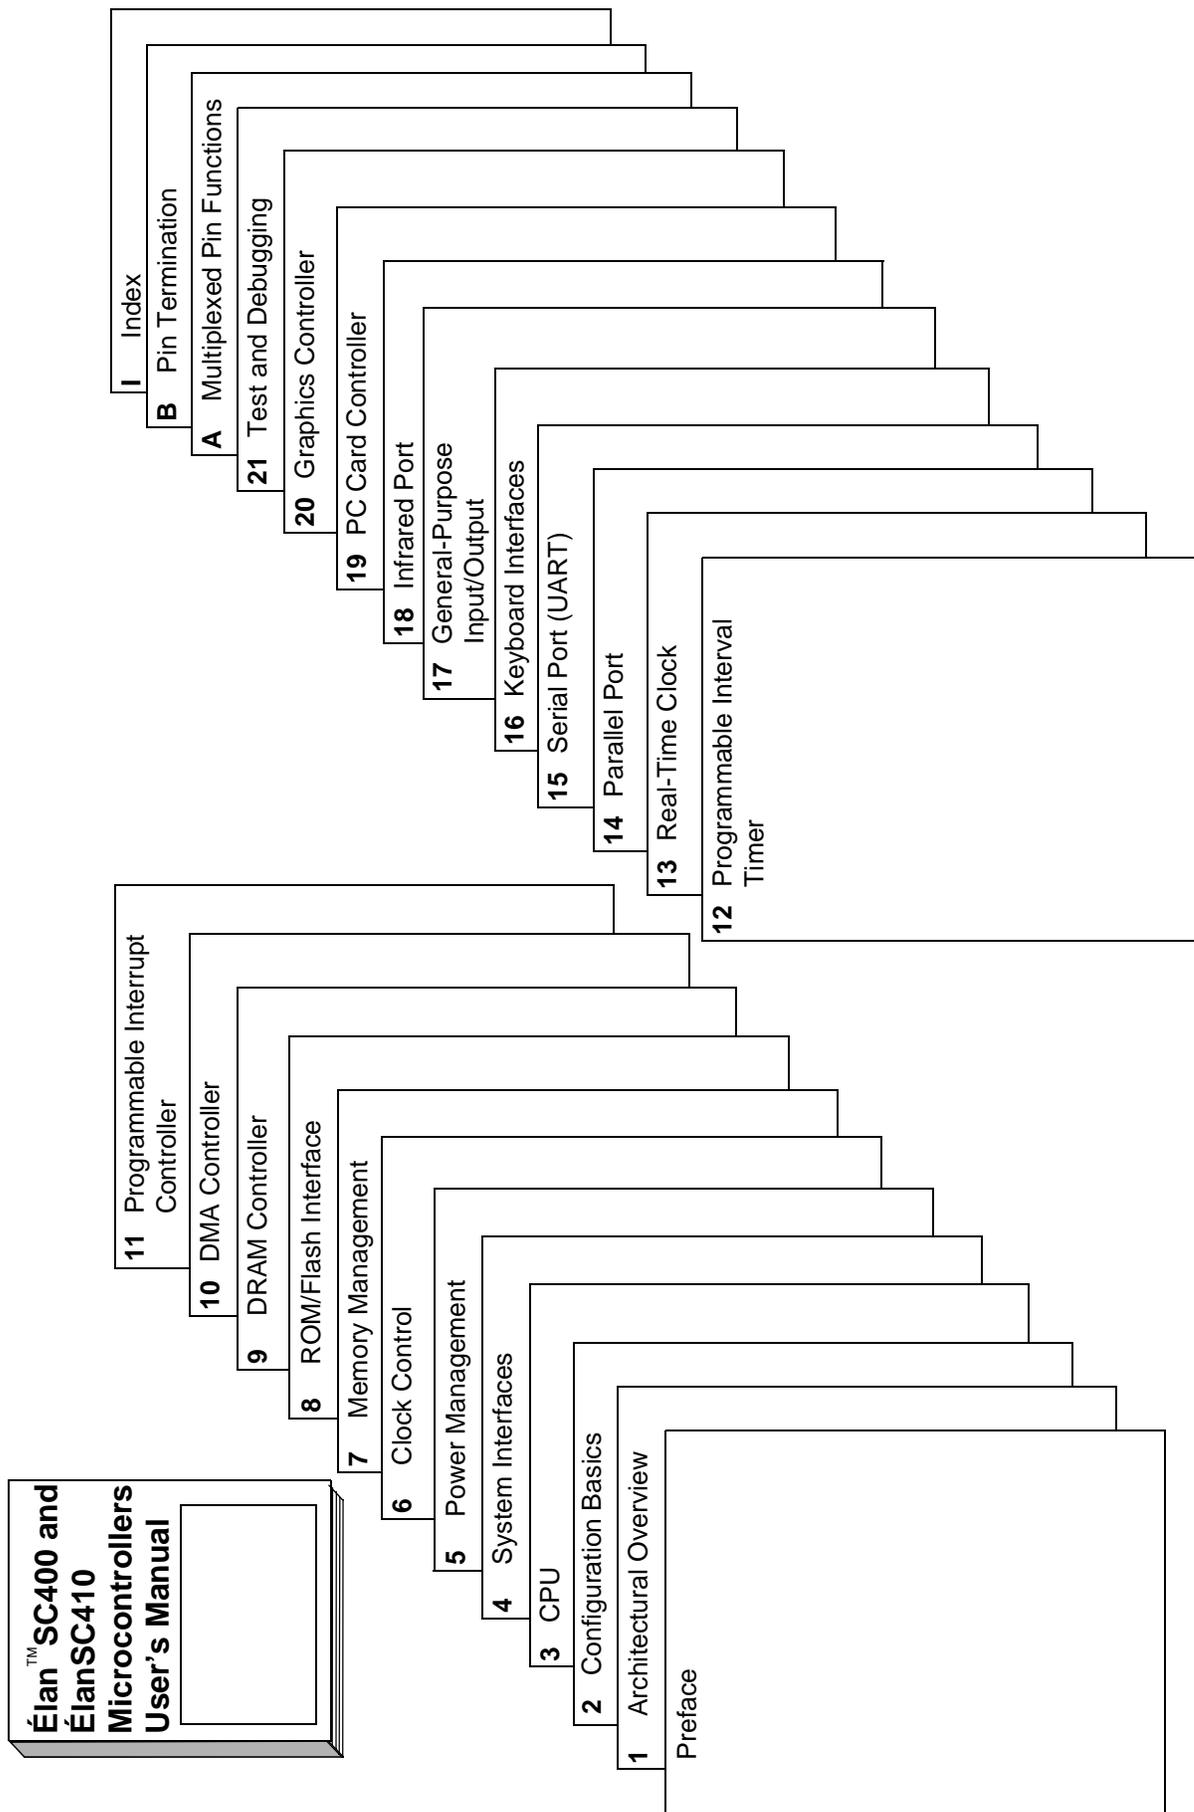 Élan™SC400 and
ÉlanSC410
Microcontrollers
User's Manual
Preface
1 Architectural Overview
2 Configuration Basics
3 CPU
4 System Interfaces
5 Power Management
6 Clock Control
7 Memory Management
8 ROM/Flash Interface
9 DRAM Controller
10 DMA Controller
11 Programmable Interrupt
Controller
12 Programmable Interval
Timer
13 Real-Time Clock
14 Parallel Port
15 Serial Port (UART)
16 Keyboard Interfaces
17 General-Purpose
Input/Output
18 Infrared Port
19 PC Card Controller
20 Graphics Controller
21 Test and Debugging
A Multiplexed Pin Functions
B Pin Termination
I Index